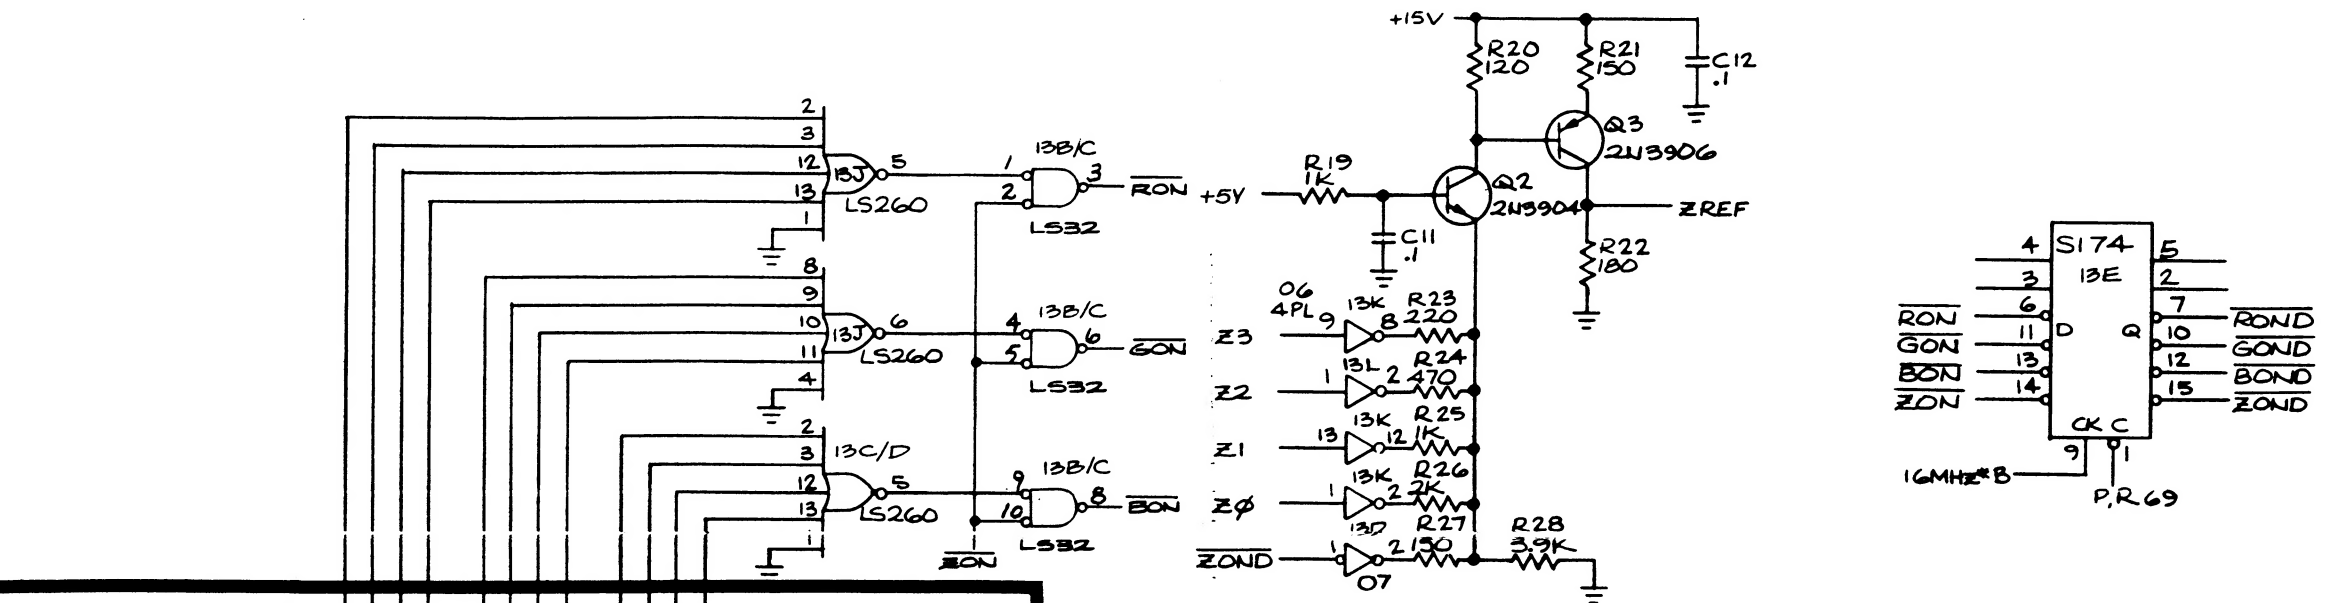 +15V
R20
120
R21
150
C12
.1
2
3
12
13
1
13J
5
LS260
13B/C
1
2
3
RON
LS32
+5V
R19
1K
C11
.1
Q2
2N3904
Q3
2N3906
ZREF
R22
180
8
9
10
11
4
13J
6
LS260
13B/C
4
5
6
GON
LS32
2
3
12
13
1
13C/D
5
LS260
13B/C
9
10
8
BON
LS32
ZON
06
4PL
Z3
9
13K
8
R23
220
Z2
1
13L
2
R24
470
Z1
13
13K
12
R25
1K
ZØ
1
13K
2
R26
2K
ZOND
1
13D
2
07
R27
150
R28
3.9K
S174
13E
4
5
3
2
RON
6
7
ROND
GON
11
D
Q
10
GOND
BON
13
12
BOND
ZON
14
15
ZOND
CK C
9
1
16MHZ*B
P.R69